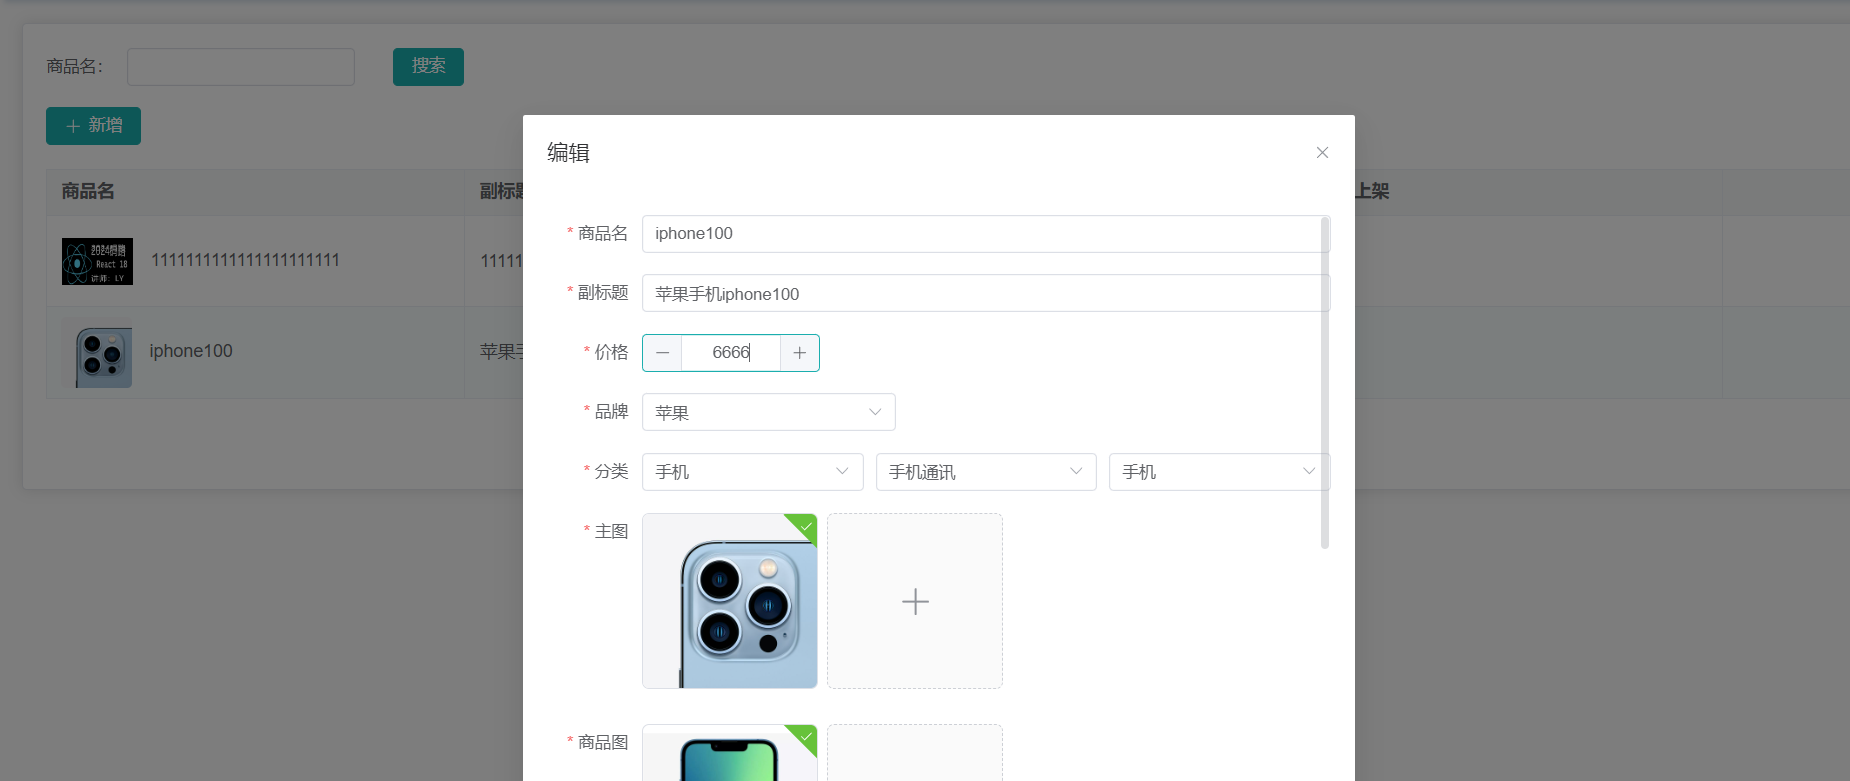 商品名：
搜索
新增
商品名
副标题
上架
2024前端
React 18
讲师：LY
1111111111111111111111
11111
iphone100
苹果手
编辑
* 商品名
iphone100
* 副标题
苹果手机iphone100
* 价格
6666
* 品牌
苹果
* 分类
手机
手机通讯
手机
* 主图
* 商品图